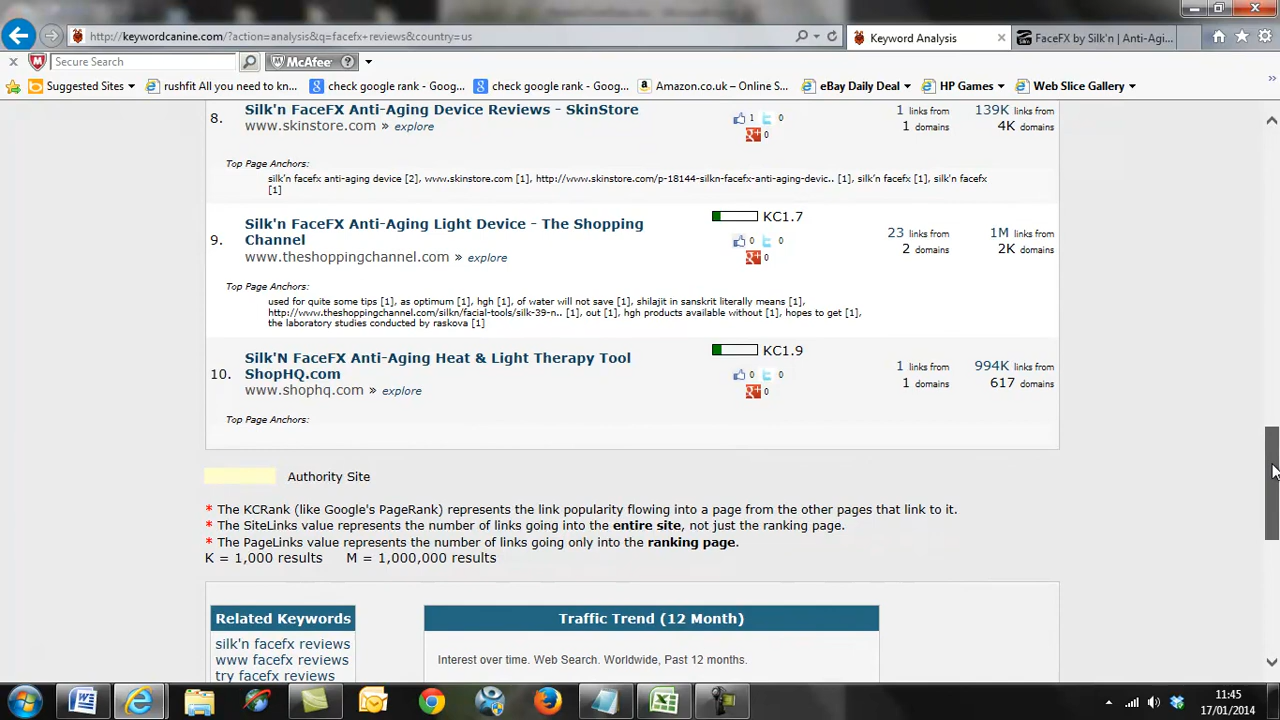 http://keywordcanine.com/?action=analysis&q=facefx+reviews&country=us
Keyword Analysis
FaceFX by Silk'n | Anti-Agi...
Secure Search
McAfee
Suggested Sites
rushfit All you need to kn...
check google rank - Goog...
check google rank - Goog...
Amazon.co.uk – Online S...
eBay Daily Deal
HP Games
Web Slice Gallery
8.
Silk'n FaceFX Anti-Aging Device Reviews - SkinStore
www.skinstore.com » explore
1 0
0
1 links from
1 domains
139K links from
4K domains
Top Page Anchors:
silk'n facefx anti-aging device [2], www.skinstore.com [1], http://www.skinstore.com/p-18144-silkn-facefx-anti-aging-devic.. [1], silk'n facefx [1], silk'n facefx
[1]
9.
Silk'n FaceFX Anti-Aging Light Device - The Shopping
Channel
www.theshoppingchannel.com » explore
KC1.7
0 0
0
23 links from
2 domains
1M links from
2K domains
Top Page Anchors:
used for quite some tips [1], as optimum [1], hgh [1], of water will not save [1], shilajit in sanskrit literally means [1],
http://www.theshoppingchannel.com/silkn/facial-tools/silk-39-n.. [1], out [1], hgh products available without [1], hopes to get [1],
the laboratory studies conducted by raskova [1]
10.
Silk'N FaceFX Anti-Aging Heat & Light Therapy Tool
ShopHQ.com
www.shophq.com » explore
KC1.9
0 0
0
1 links from
1 domains
994K links from
617 domains
Top Page Anchors:
Authority Site
* The KCRank (like Google's PageRank) represents the link popularity flowing into a page from the other pages that link to it.
* The SiteLinks value represents the number of links going into the entire site, not just the ranking page.
* The PageLinks value represents the number of links going only into the ranking page.
K = 1,000 results M = 1,000,000 results
Related Keywords
silk'n facefx reviews
www facefx reviews
try facefx reviews
Traffic Trend (12 Month)
Interest over time. Web Search. Worldwide, Past 12 months.
11:45
17/01/2014